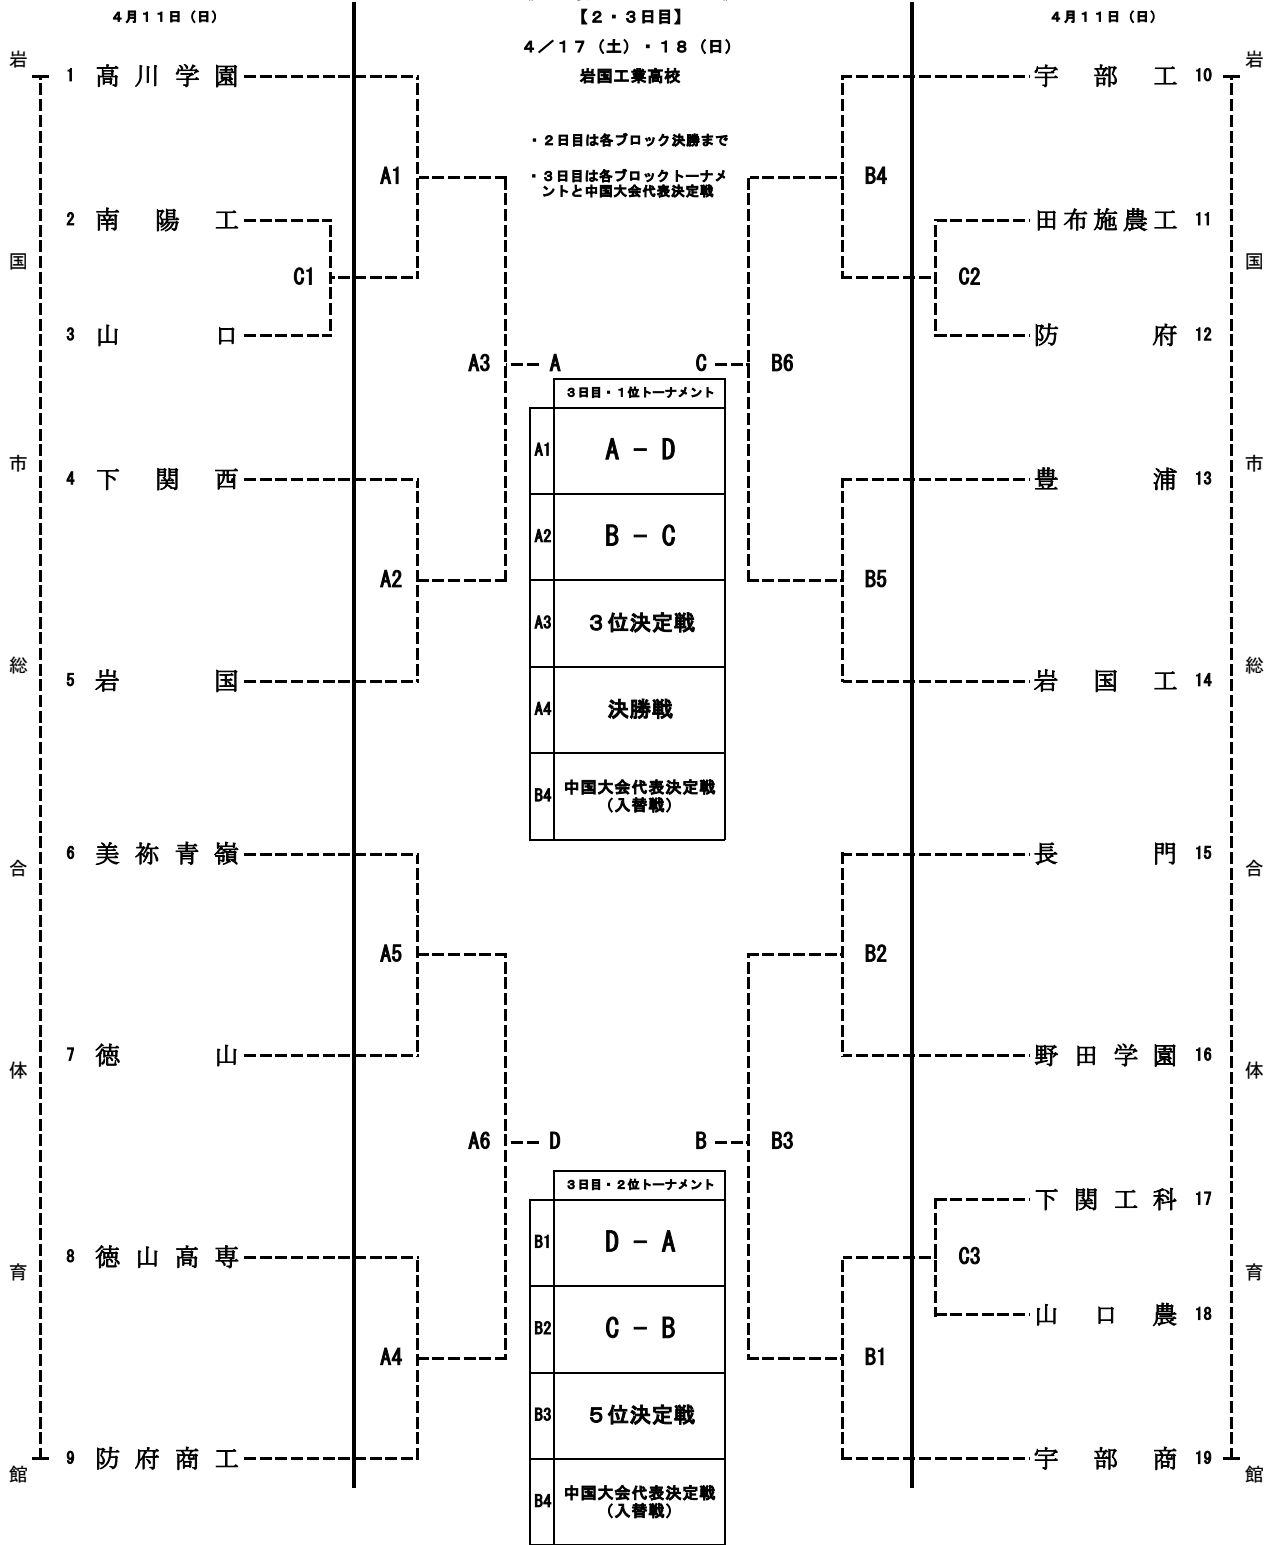 ４月１１日（日）
【２・３日目】
４／１７（土）・１８（日）
岩国工業高校
・２日目は各ブロック決勝まで
・３日目は各ブロックトーナメ
ントと中国大会代表決定戦
４月１１日（日）
岩国市総合体育館
1 高川学園
2 南陽工
3 山口
4 下関西
5 岩国
6 美祢青嶺
7 徳山
8 徳山高専
9 防府商工
C1
A1
A2
A3
A5
A4
A6
A
D
C
B
3日目・1位トーナメント
A1 A － D
A2 B － C
A3 ３位決定戦
A4 決勝戦
B4 中国大会代表決定戦
（入替戦）
3日目・2位トーナメント
B1 D － A
B2 C － B
B3 ５位決定戦
B4 中国大会代表決定戦
（入替戦）
B4
B6
B5
B2
B3
B1
C2
C3
宇部工 10
田布施農工 11
防府 12
豊浦 13
岩国工 14
長門 15
野田学園 16
下関工科 17
山口農 18
宇部商 19
岩国市総合体育館